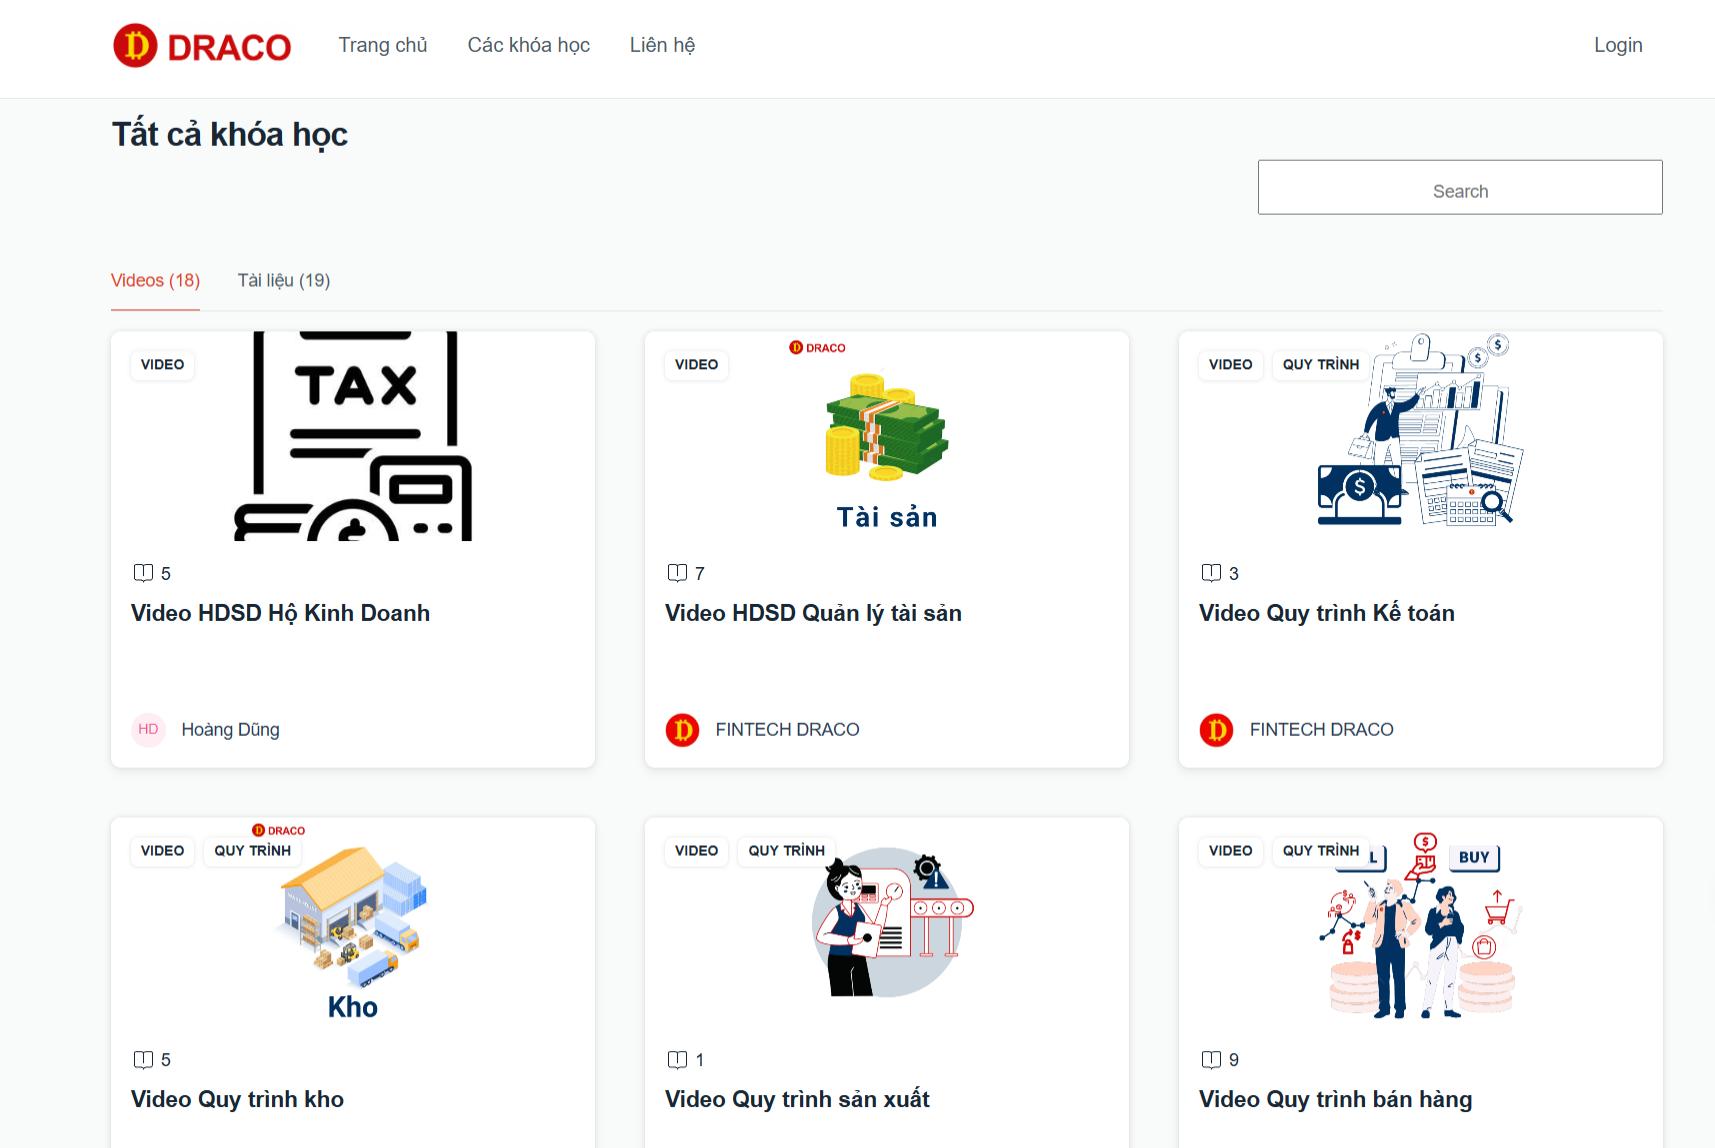 DRACO
Trang chủ
Các khóa học
Liên hệ
Login
Tất cả khóa học
Search
Videos (18)
Tài liệu (19)
VIDEO
TAX
5
Video HDSD Hộ Kinh Doanh
HD
Hoàng Dũng
VIDEO
DRACO
Tài sản
7
Video HDSD Quản lý tài sản
FINTECH DRACO
VIDEO
QUY TRÌNH
3
Video Quy trình Kế toán
FINTECH DRACO
VIDEO
QUY TRÌNH
DRACO
Kho
5
Video Quy trình kho
VIDEO
QUY TRÌNH
1
Video Quy trình sản xuất
VIDEO
QUY TRÌNH
L
BUY
9
Video Quy trình bán hàng